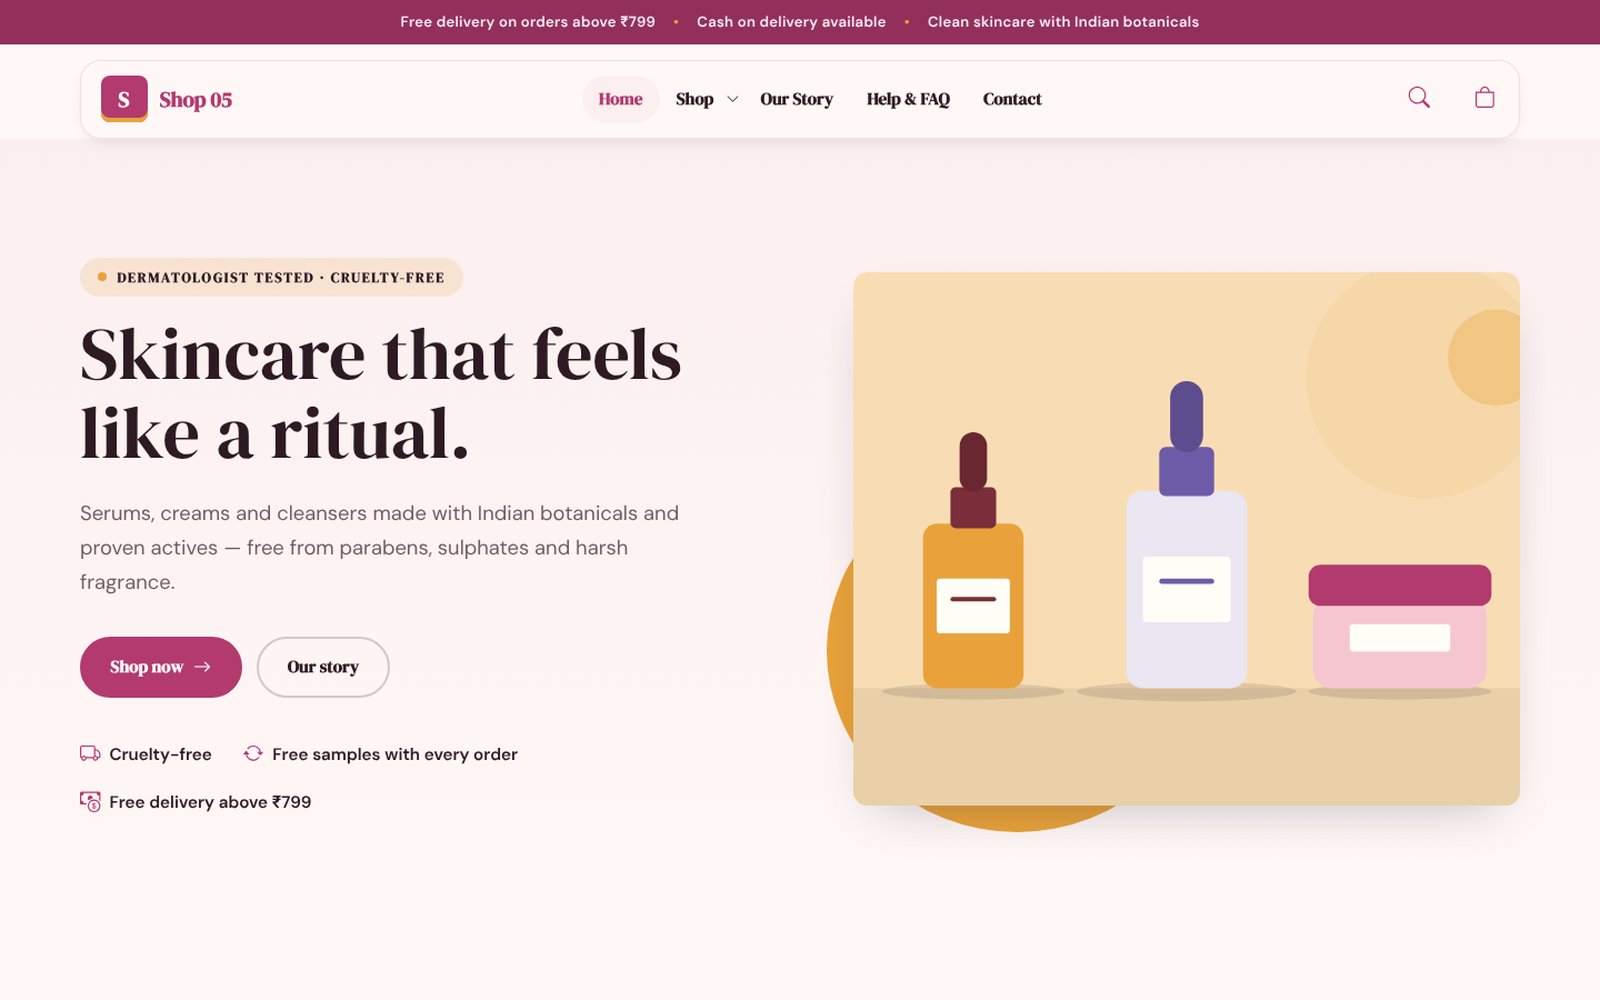 Free delivery on orders above ₹799 • Cash on delivery available • Clean skincare with Indian botanicals
S Shop 05
Home Shop Our Story Help & FAQ Contact
DERMATOLOGIST TESTED · CRUELTY-FREE
Skincare that feels
like a ritual.
Serums, creams and cleansers made with Indian botanicals and
proven actives — free from parabens, sulphates and harsh
fragrance.
Shop now → Our story
Cruelty-free Free samples with every order
Free delivery above ₹799